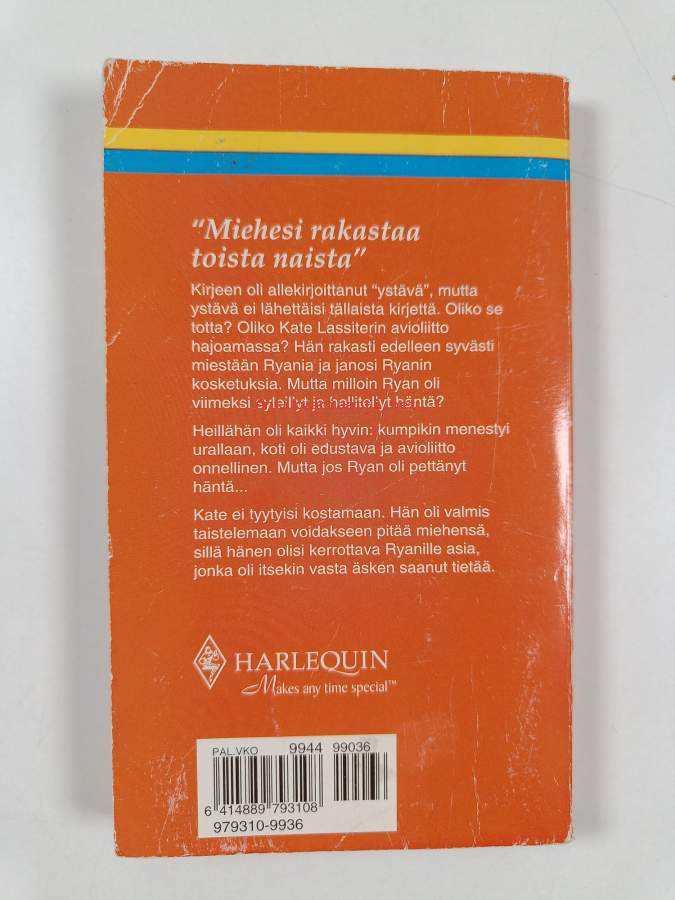 “Miehesi rakastaa
toista naista”
Kirjeen oli allekirjoittanut “ystävä”, mutta
ystävä ei lähettäisi tällaista kirjettä. Oliko se
totta? Oliko Kate Lassiterin avioliitto
hajoamassa? Hän rakasti edelleen syvästi
miestään Ryania ja janosi Ryanin
kosketuksia. Mutta milloin Ryan oli
viimeksi syleillyt ja hellitellyt häntä?
Heillähän oli kaikki hyvin: kumpikin menestyi
urallaan, koti oli edustava ja avioliitto
onnellinen. Mutta jos Ryan oli pettänyt
häntä...
Kate ei tyytyisi kostamaan. Hän oli valmis
taistelemaan voidakseen pitää miehensä,
sillä hänen olisi kerrottava Ryanille asia,
jonka oli itsekin vasta äsken saanut tietää.
HARLEQUIN
Makes any time special™
PAL.VKO 9944 99036
6 414889 793108
979310-9936